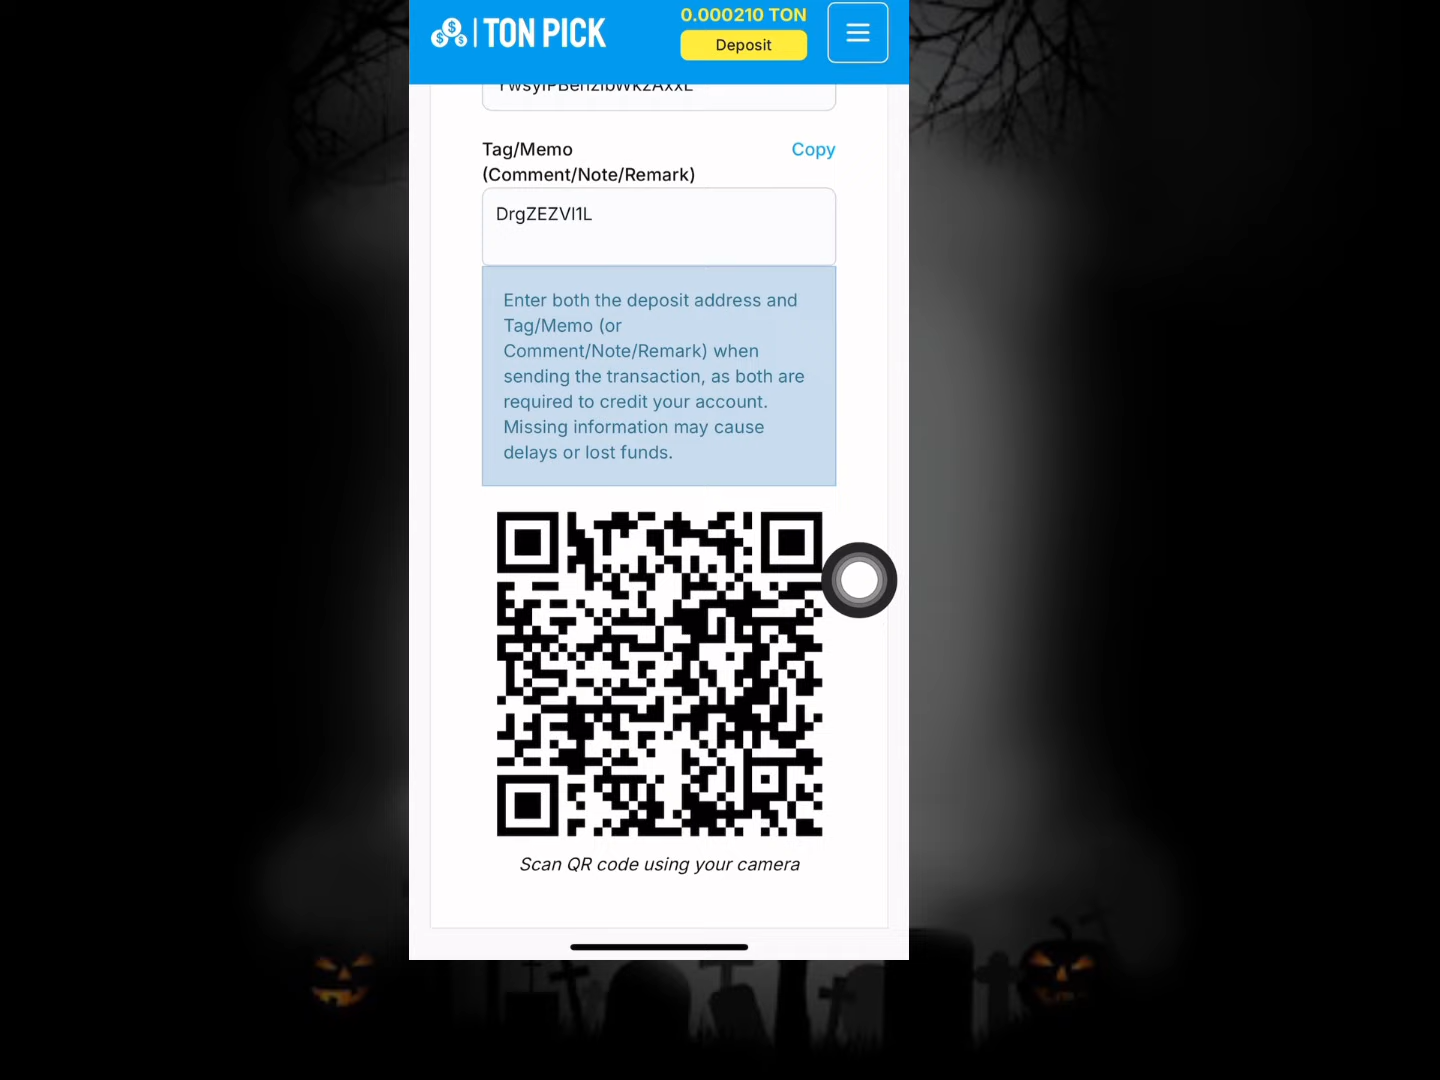 TON PICK
0.000210 TON
Deposit
Tag/Memo
(Comment/Note/Remark)
Copy
DrgZEZVI1L
Enter both the deposit address and
Tag/Memo (or
Comment/Note/Remark) when
sending the transaction, as both are
required to credit your account.
Missing information may cause
delays or lost funds.
Scan QR code using your camera